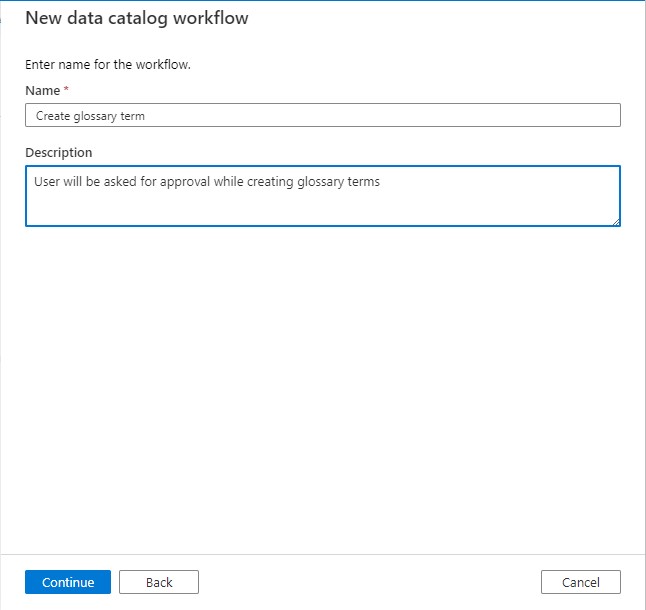 New data catalog workflow
Enter name for the workflow.
Name *
Create glossary term
Description
User will be asked for approval while creating glossary terms
Continue
Back
Cancel